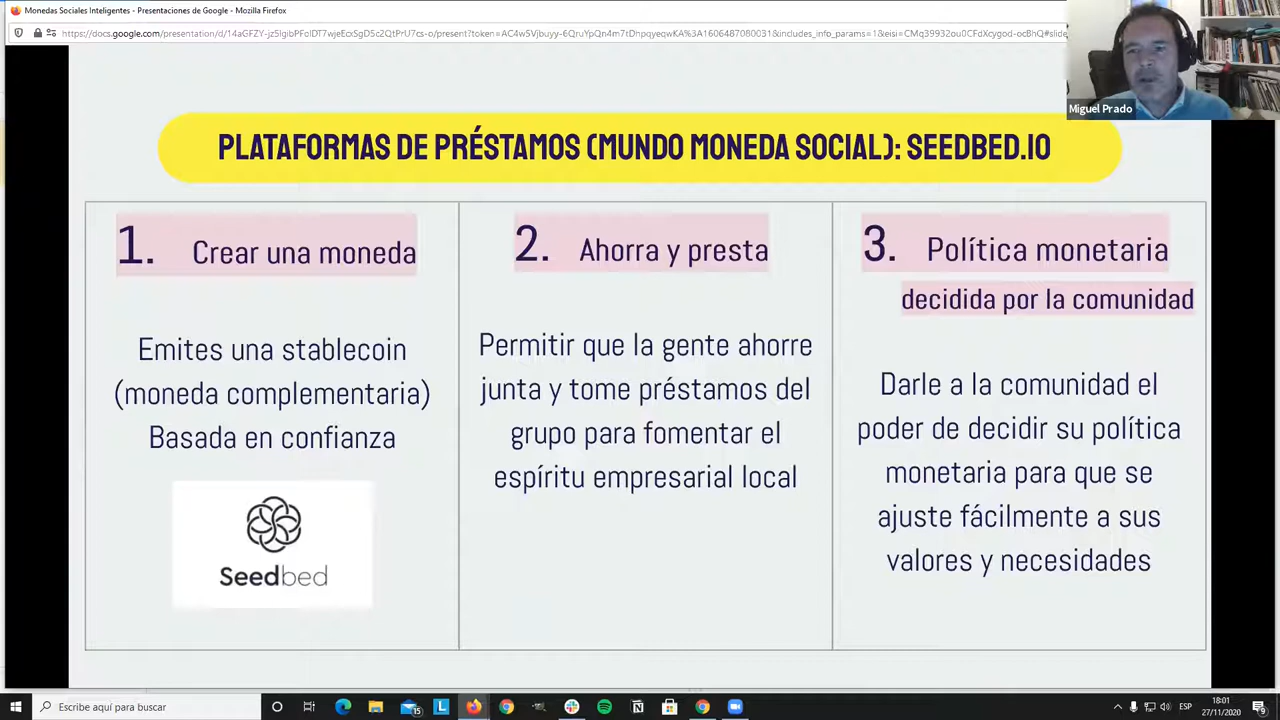 Monedas Sociales Inteligentes - Presentaciones de Google - Mozilla Firefox
Miguel Prado
PLATAFORMAS DE PRÉSTAMOS (MUNDO MONEDA SOCIAL): SEEDBED.IO
1. Crear una moneda
Emites una stablecoin
(moneda complementaria)
Basada en confianza
Seedbed
2. Ahorra y presta
Permitir que la gente ahorre
junta y tome préstamos del
grupo para fomentar el
espíritu empresarial local
3. Política monetaria
decidida por la comunidad
Darle a la comunidad el
poder de decidir su política
monetaria para que se
ajuste fácilmente a sus
valores y necesidades
Escribe aquí para buscar
15
L
ESP
18:01
27/11/2020